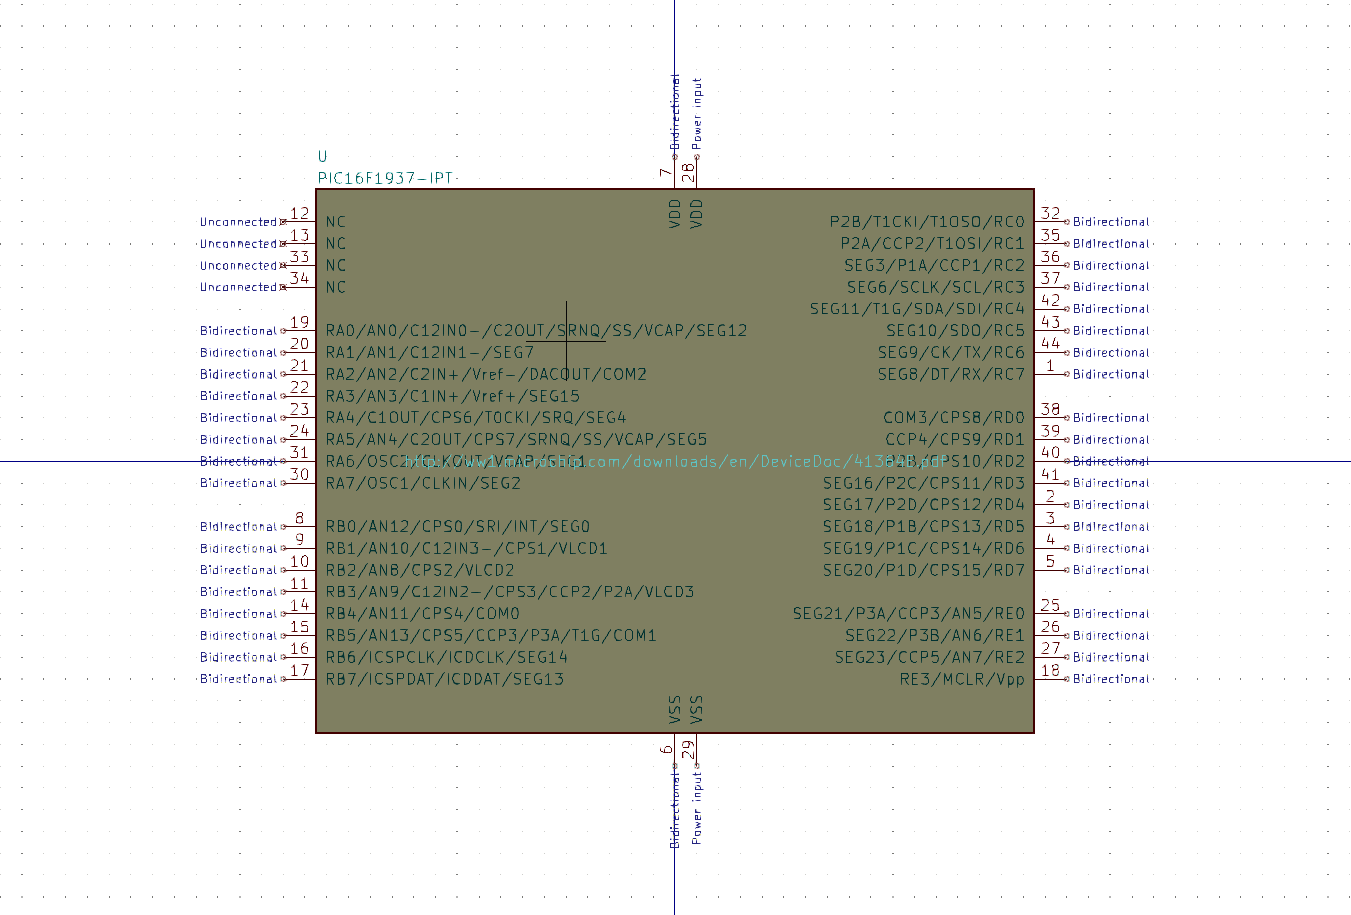 Bidirectional
Power input
7
28
U
PIC16F1937-IPT
VDD
VDD
Unconnected 12 NC
Unconnected 13 NC
Unconnected 33 NC
Unconnected 34 NC
Bidirectional 19 RA0/AN0/C12IN0-/C2OUT/SRNQ/SS/VCAP/SEG12
Bidirectional 20 RA1/AN1/C12IN1-/SEG7
Bidirectional 21 RA2/AN2/C2IN+/Vref-/DACOUT/COM2
Bidirectional 22 RA3/AN3/C1IN+/Vref+/SEG15
Bidirectional 23 RA4/C1OUT/CPS6/T0CKI/SRQ/SEG4
Bidirectional 24 RA5/AN4/C2OUT/CPS7/SRNQ/SS/VCAP/SEG5
Bidirectional 31 RA6/OSC2/CLKOUT/VCAP/SEG1
Bidirectional 30 RA7/OSC1/CLKIN/SEG2
Bidirectional 8 RB0/AN12/CPS0/SRI/INT/SEG0
Bidirectional 9 RB1/AN10/C12IN3-/CPS1/VLCD1
Bidirectional 10 RB2/AN8/CPS2/VLCD2
Bidirectional 11 RB3/AN9/C12IN2-/CPS3/CCP2/P2A/VLCD3
Bidirectional 14 RB4/AN11/CPS4/COM0
Bidirectional 15 RB5/AN13/CPS5/CCP3/P3A/T1G/COM1
Bidirectional 16 RB6/ICSPCLK/ICDCLK/SEG14
Bidirectional 17 RB7/ICSPDAT/ICDDAT/SEG13
P2B/T1CKI/T1OSO/RC0 32 Bidirectional
P2A/CCP2/T1OSI/RC1 35 Bidirectional
SEG3/P1A/CCP1/RC2 36 Bidirectional
SEG6/SCLK/SCL/RC3 37 Bidirectional
SEG11/T1G/SDA/SDI/RC4 42 Bidirectional
SEG10/SDO/RC5 43 Bidirectional
SEG9/CK/TX/RC6 44 Bidirectional
SEG8/DT/RX/RC7 1 Bidirectional
COM3/CPS8/RD0 38 Bidirectional
CCP4/CPS9/RD1 39 Bidirectional
/CPS10/RD2 40 Bidirectional
SEG16/P2C/CPS11/RD3 41 Bidirectional
SEG17/P2D/CPS12/RD4 2 Bidirectional
SEG18/P1B/CPS13/RD5 3 Bidirectional
SEG19/P1C/CPS14/RD6 4 Bidirectional
SEG20/P1D/CPS15/RD7 5 Bidirectional
SEG21/P3A/CCP3/AN5/RE0 25 Bidirectional
SEG22/P3B/AN6/RE1 26 Bidirectional
SEG23/CCP5/AN7/RE2 27 Bidirectional
RE3/MCLR/Vpp 18 Bidirectional
VSS
VSS
6
29
Bidirectional
Power input